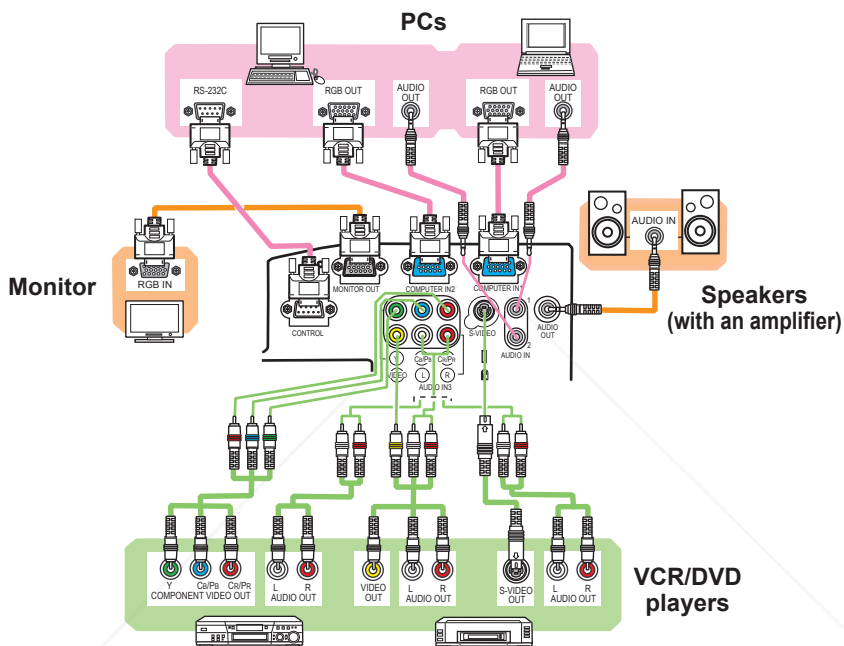 PCs
RS-232C
RGB OUT
AUDIO
OUT
RGB OUT
AUDIO
OUT
AUDIO IN
RGB IN
Monitor
Speakers
(with an amplifier)
MONITOR OUT
COMPUTER IN2
COMPUTER IN1
CONTROL
S-VIDEO
1
2
AUDIO IN
AUDIO
OUT
Y
CB/PB
CR/PR
VIDEO
L
R
AUDIO IN3
Y
CB/PB
CR/PR
COMPONENT VIDEO OUT
L
R
AUDIO OUT
VIDEO
OUT
L
R
AUDIO OUT
S-VIDEO
OUT
L
R
AUDIO OUT
VCR/DVD
players